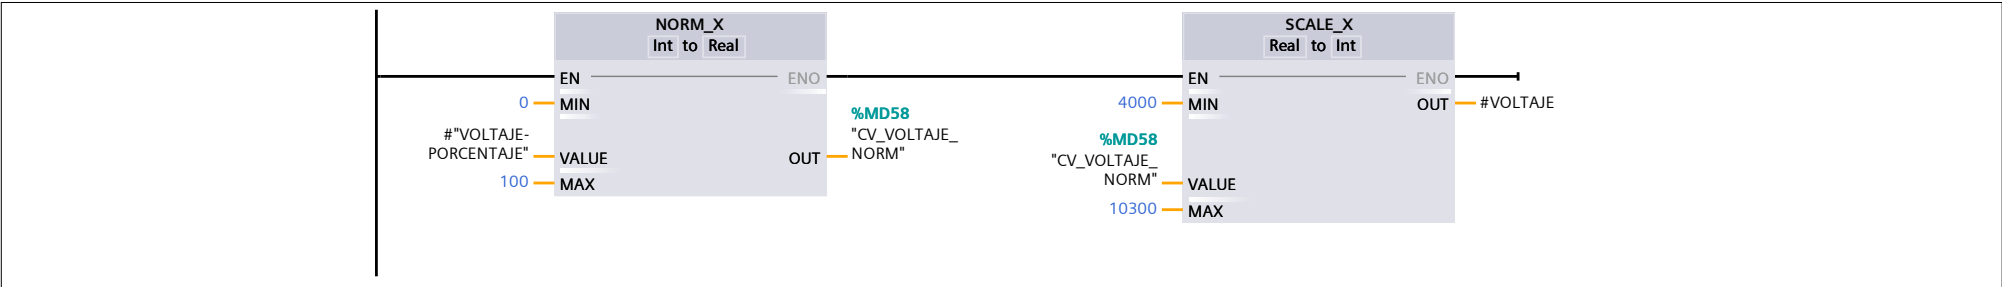 NORM_X
Int to Real
EN
ENO
0
MIN
#"VOLTAJE-
PORCENTAJE"
VALUE
100
MAX
OUT
%MD58
"CV_VOLTAJE_
NORM"
SCALE_X
Real to Int
EN
ENO
4000
MIN
%MD58
"CV_VOLTAJE_
NORM"
VALUE
10300
MAX
OUT
#VOLTAJE